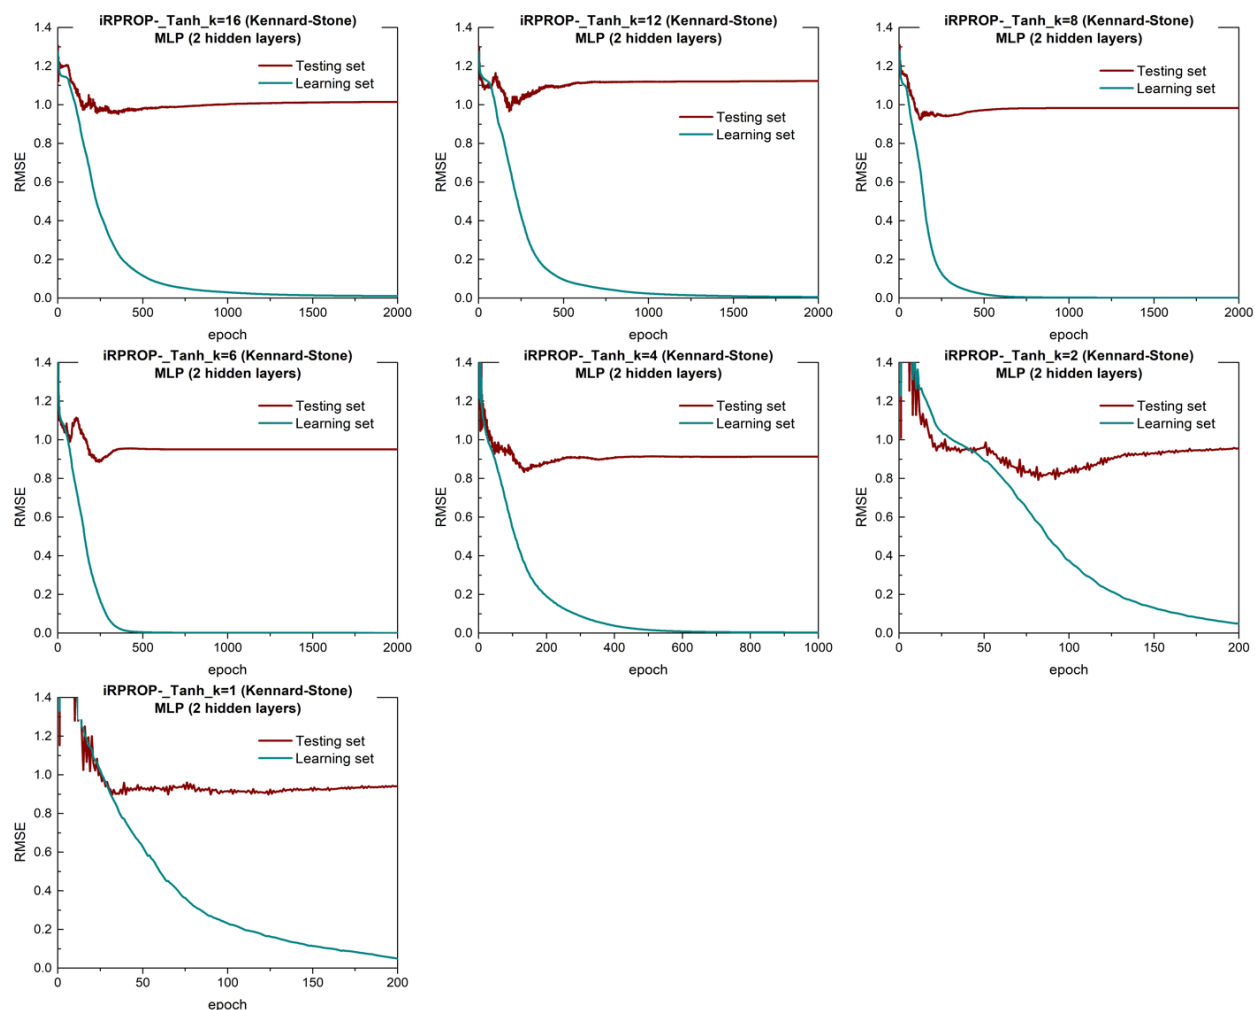 iRPROP-_Tanh_k=16 (Kennard-Stone)
MLP (2 hidden layers)
1.4
1.2
1.0
0.8
0.6
0.4
0.2
0.0
RMSE
Testing set
Learning set
0
500
1000
1500
2000
epoch
iRPROP-_Tanh_k=12 (Kennard-Stone)
MLP (2 hidden layers)
1.4
1.2
1.0
0.8
0.6
0.4
0.2
0.0
RMSE
Testing set
Learning set
0
500
1000
1500
2000
epoch
iRPROP-_Tanh_k=8 (Kennard-Stone)
MLP (2 hidden layers)
1.4
1.2
1.0
0.8
0.6
0.4
0.2
0.0
RMSE
Testing set
Learning set
0
500
1000
1500
2000
epoch
iRPROP-_Tanh_k=6 (Kennard-Stone)
MLP (2 hidden layers)
1.4
1.2
1.0
0.8
0.6
0.4
0.2
0.0
RMSE
Testing set
Learning set
0
500
1000
1500
2000
epoch
iRPROP-_Tanh_k=4 (Kennard-Stone)
MLP (2 hidden layers)
1.4
1.2
1.0
0.8
0.6
0.4
0.2
0.0
RMSE
Testing set
Learning set
0
200
400
600
800
1000
epoch
iRPROP-_Tanh_k=2 (Kennard-Stone)
MLP (2 hidden layers)
1.4
1.2
1.0
0.8
0.6
0.4
0.2
0.0
RMSE
Testing set
Learning set
0
50
100
150
200
epoch
iRPROP-_Tanh_k=1 (Kennard-Stone)
MLP (2 hidden layers)
1.4
1.2
1.0
0.8
0.6
0.4
0.2
0.0
RMSE
Testing set
Learning set
0
50
100
150
200
epoch